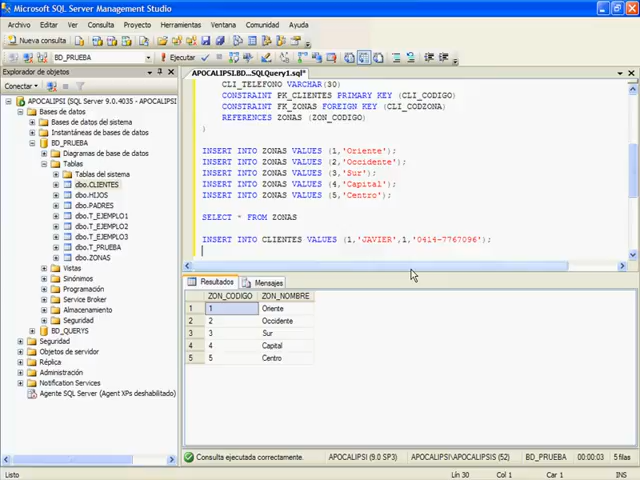 Microsoft SQL Server Management Studio
Archivo Editar Ver Consulta Proyecto Herramientas Ventana Comunidad Ayuda
Nueva consulta
BD_PRUEBA Ejecutar
Explorador de objetos
Conectar
APOCALIPSI (SQL Server 9.0.4035 - APOCALIPSI
Bases de datos
Bases de datos del sistema
Instantáneas de bases de datos
BD_PRUEBA
Diagramas de base de datos
Tablas
Tablas del sistema
dbo.CLIENTES
dbo.HIJOS
dbo.PADRES
dbo.T_EJEMPLO1
dbo.T_EJEMPLO2
dbo.T_EJEMPLO3
dbo.T_PRUEBA
dbo.ZONAS
Vistas
Sinónimos
Programación
Service Broker
Almacenamiento
Seguridad
BD_QUERYS
Seguridad
Objetos de servidor
Réplica
Administración
Notification Services
Agente SQL Server (Agent XPs deshabilitado)
APOCALIPSI.BD...SQLQuery1.sql*
CLI_TELEFONO VARCHAR(30)
CONSTRAINT PK_CLIENTES PRIMARY KEY (CLI_CODIGO)
CONSTRAINT FK_ZONAS FOREIGN KEY (CLI_CODZONA)
REFERENCES ZONAS (ZON_CODIGO)
)
INSERT INTO ZONAS VALUES (1,'Oriente');
INSERT INTO ZONAS VALUES (2,'Occidente');
INSERT INTO ZONAS VALUES (3,'Sur');
INSERT INTO ZONAS VALUES (4,'Capital');
INSERT INTO ZONAS VALUES (5,'Centro');
SELECT * FROM ZONAS
INSERT INTO CLIENTES VALUES (1,'JAVIER',1,'0414-7767096');
Resultados Mensajes
ZON_CODIGO ZON_NOMBRE
1 1 Oriente
2 2 Occidente
3 3 Sur
4 4 Capital
5 5 Centro
Consulta ejecutada correctamente. APOCALIPSI (9.0 SP3) APOCALIPSI\APOCALIPSIS (52) BD_PRUEBA 00:00:03 5 filas
Listo Lín 30 Col 1 Car 1 INS